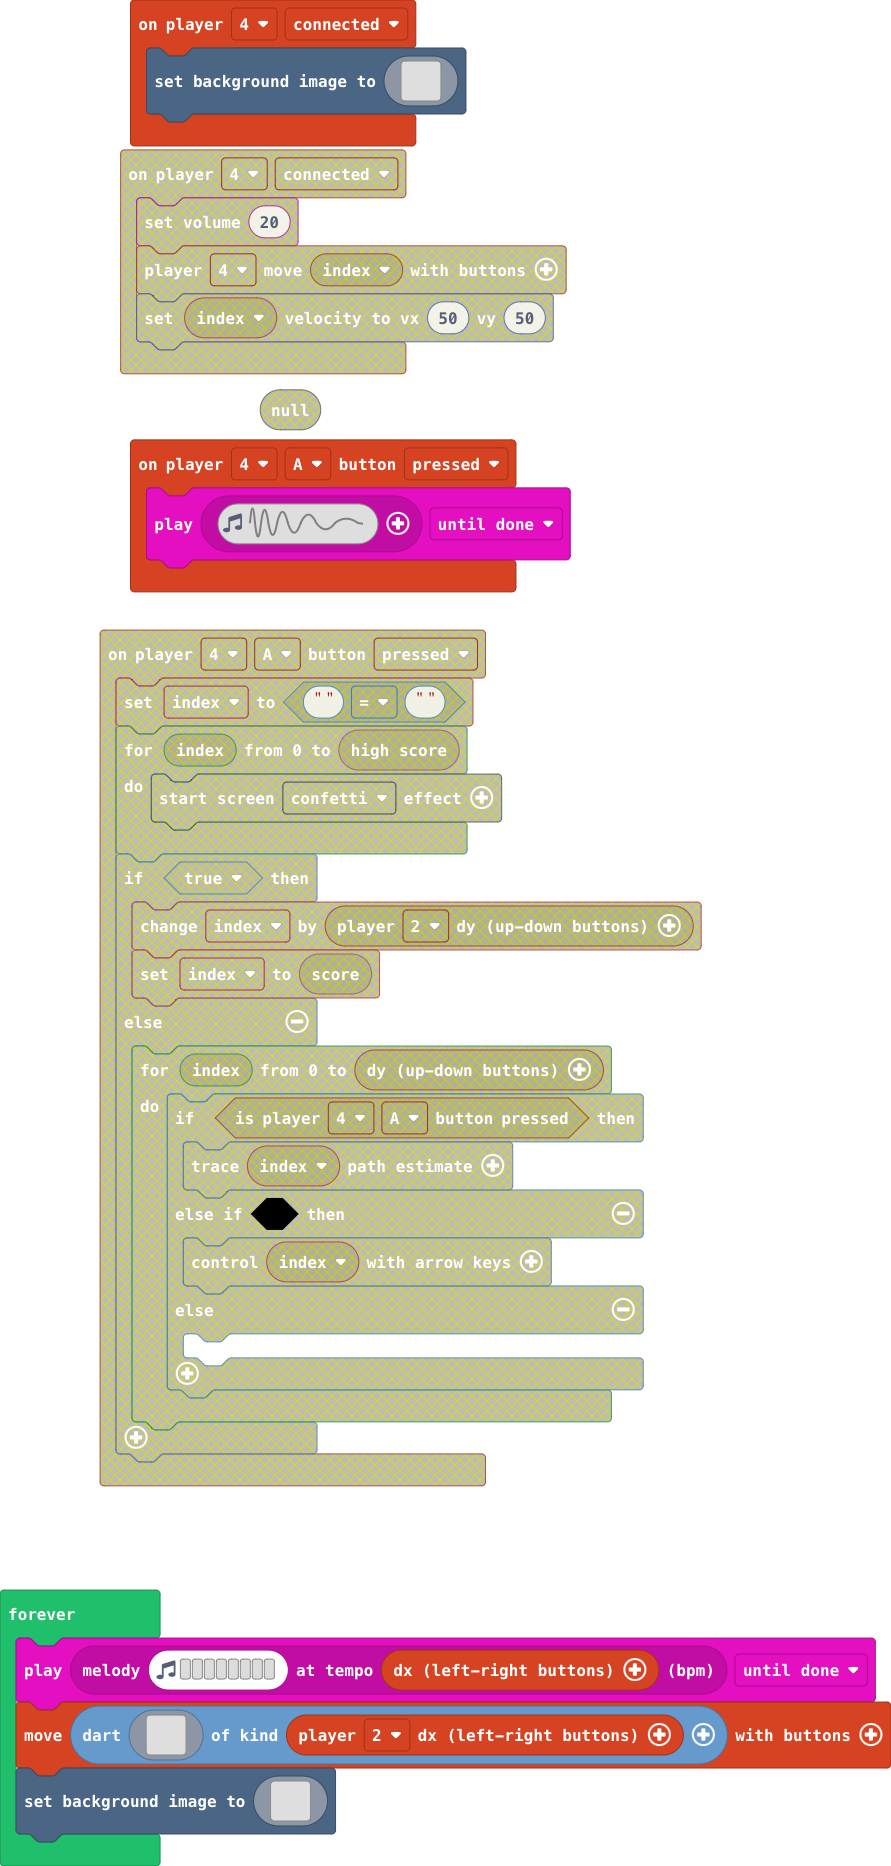 on player 4 connected
set background image to
on player 4 connected
set volume 20
player 4 move index with buttons
set index velocity to vx 50 vy 50
null
on player 4 A button pressed
play until done
on player 4 A button pressed
set index to "" = ""
for index from 0 to high score
do
start screen confetti effect
if true then
change index by player 2 dy (up-down buttons)
set index to score
else
for index from 0 to dy (up-down buttons)
do
if is player 4 A button pressed then
trace index path estimate
else if then
control index with arrow keys
else
forever
play melody at tempo dx (left-right buttons) (bpm) until done
move dart of kind player 2 dx (left-right buttons) with buttons
set background image to